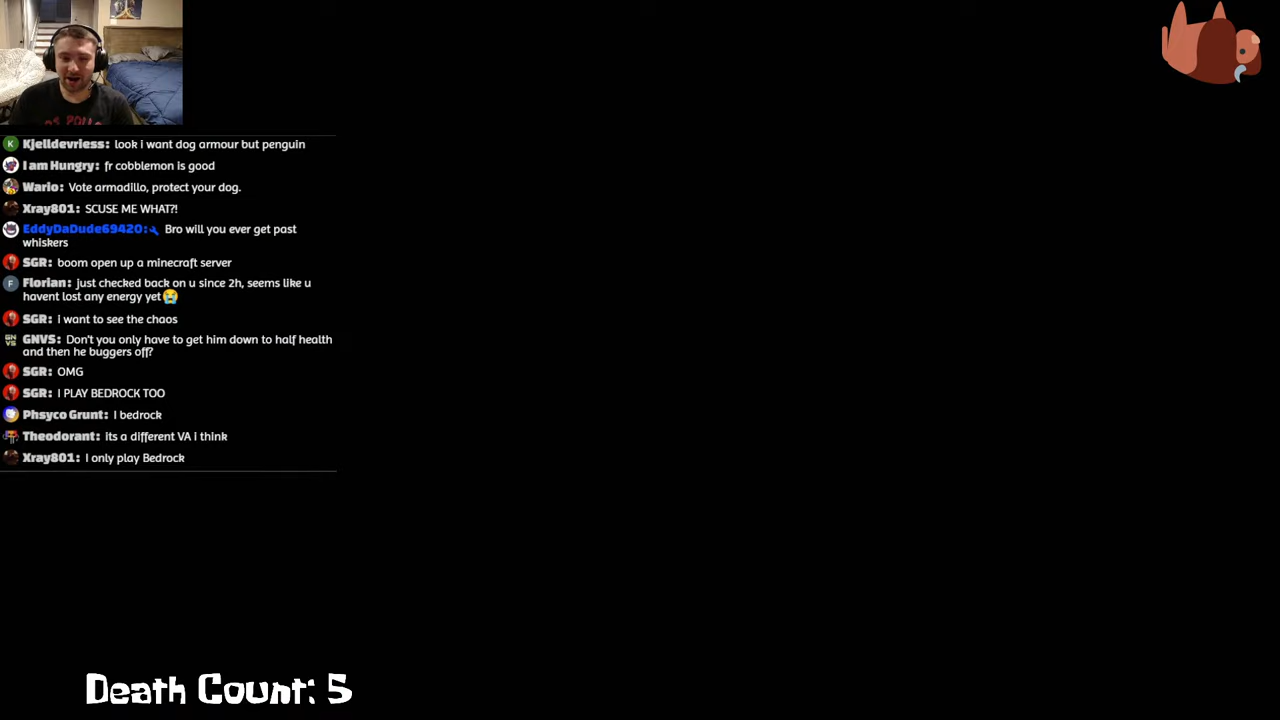 Kjelldevriess: look i want dog armour but penguin
I am Hungry: fr cobblemon is good
Wario: Vote armadillo, protect your dog.
Xray801: SCUSE ME WHAT?!
EddyDaDude69420: Bro will you ever get past
whiskers
SGR: boom open up a minecraft server
F Florian: just checked back on u since 2h, seems like u
havent lost any energy yet😭
SGR: i want to see the chaos
GNVS: Don't you only have to get him down to half health
and then he buggers off?
SGR: OMG
SGR: I PLAY BEDROCK TOO
Phsyco Grunt: I bedrock
Theodorant: its a different VA i think
Xray801: I only play Bedrock
Death Count: 5